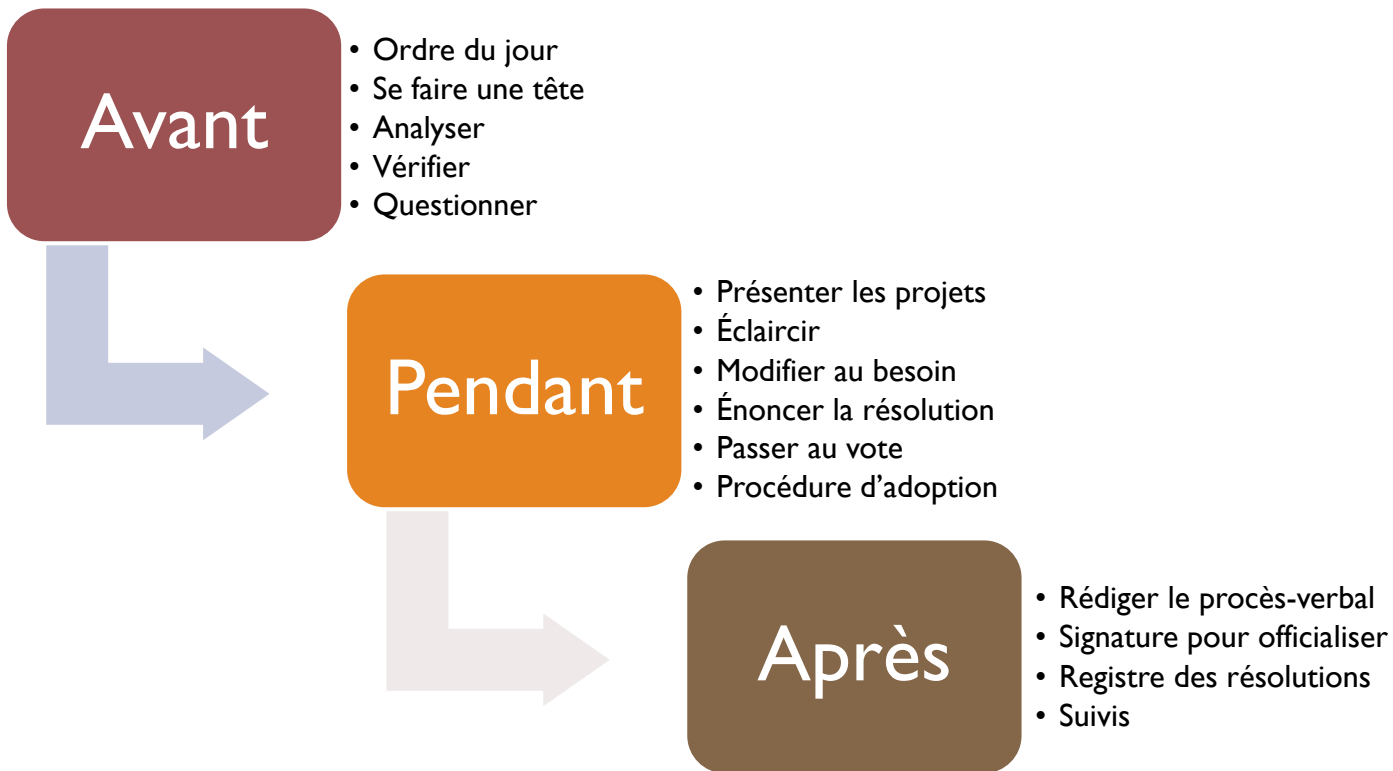 Avant
• Ordre du jour
• Se faire une tête
• Analyser
• Vérifier
• Questionner
Pendant
• Présenter les projets
• Éclaircir
• Modifier au besoin
• Énoncer la résolution
• Passer au vote
• Procédure d’adoption
Après
• Rédiger le procès-verbal
• Signature pour officialiser
• Registre des résolutions
• Suivis